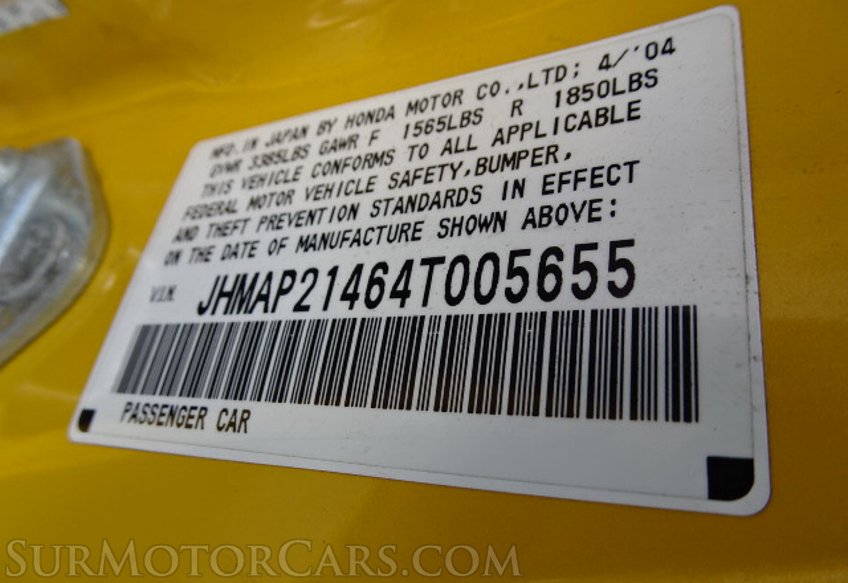 MFD. IN JAPAN BY HONDA MOTOR CO.,LTD; 4/'04
GVWR 3385LBS GAWR F 1565LBS R 1850LBS
THIS VEHICLE CONFORMS TO ALL APPLICABLE
FEDERAL MOTOR VEHICLE SAFETY,BUMPER,
AND THEFT PREVENTION STANDARDS IN EFFECT
ON THE DATE OF MANUFACTURE SHOWN ABOVE:
V.I.N. JHMAP21464T005655
PASSENGER CAR
SurMotorCars.com